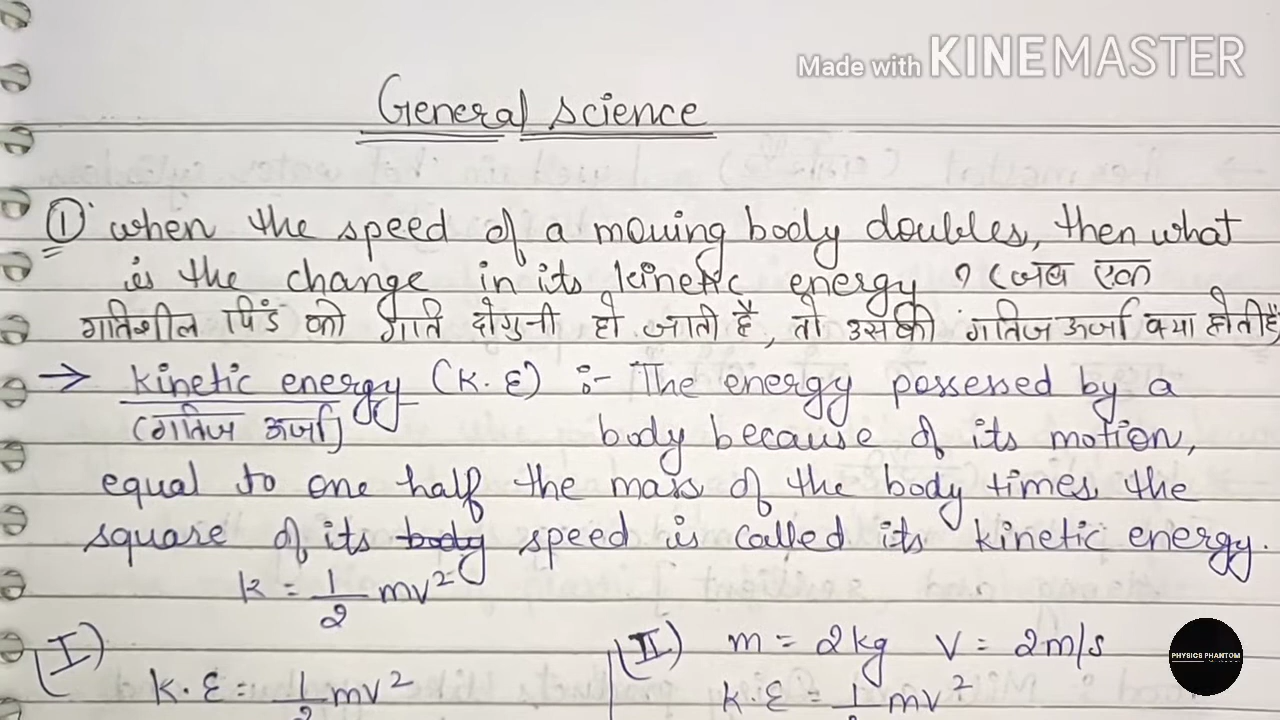 Made with KINEMASTER
General science
① when the speed of a moving body doubles, then what
is the change in its kinetic energy ? (जब एक
गतिशील पिंड की गति दोगुनी हो जाती है, तो उसकी गतिज ऊर्जा क्या होती है
→ Kinetic energy (K.E) :- The energy possessed by a
(गतिज ऊर्जा) body because of its motion,
equal to one half the mass of the body times the
square of its body speed is called its kinetic energy.
k = 1/2 mv²
(I)
(II) m = 2kg V = 2m/s
K.E = 1/2 mv²
K.E = 1/2 mv²
PHYSICS PHANTOM